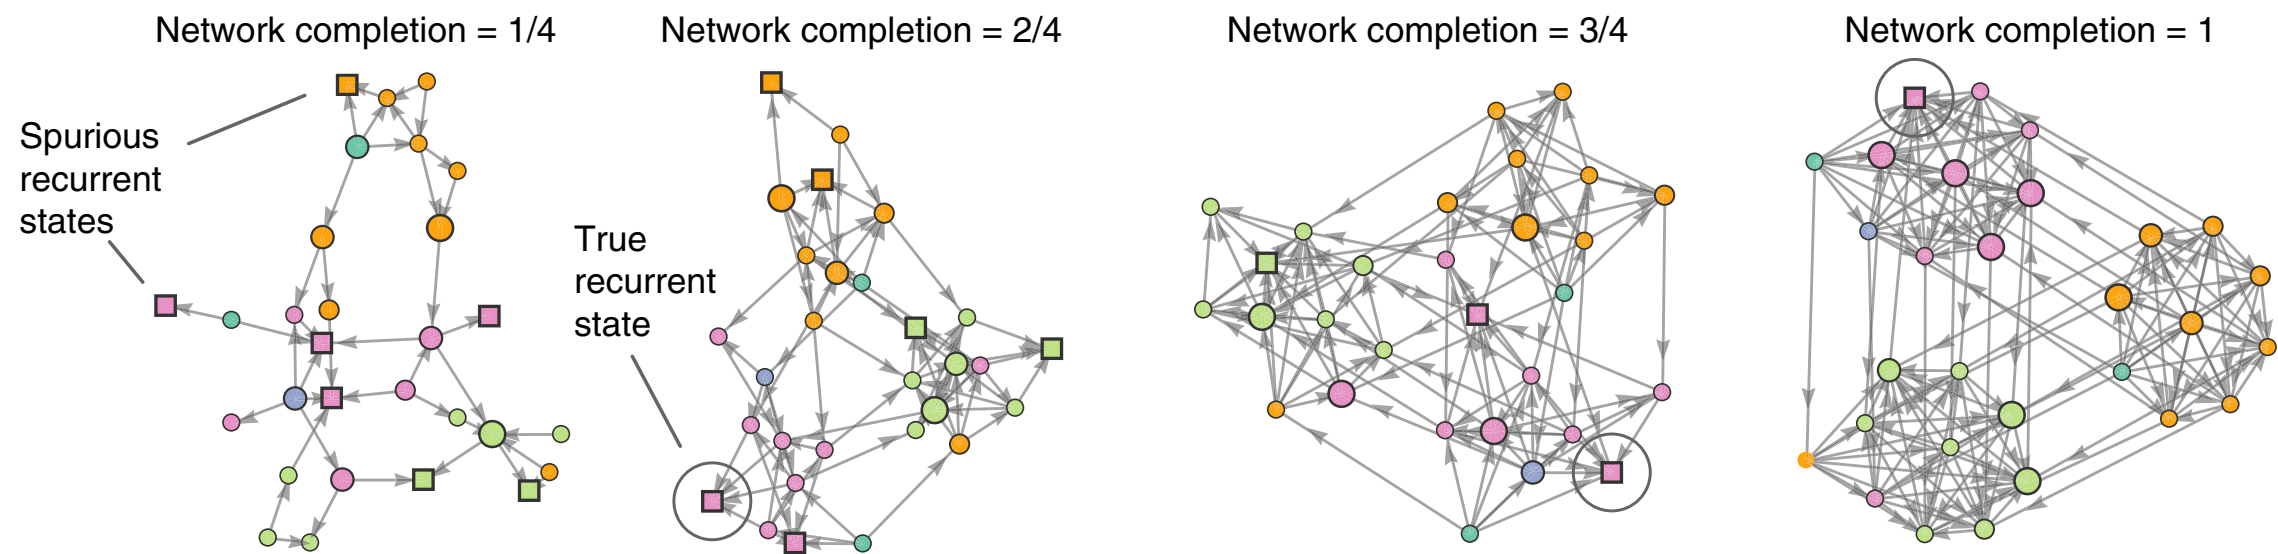 Network completion = 1/4
Network completion = 2/4
Network completion = 3/4
Network completion = 1
Spurious
recurrent
states
True
recurrent
state